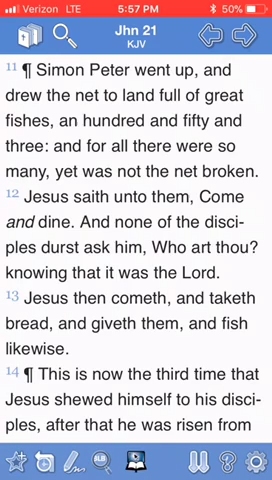 Verizon LTE 5:57 PM 50%
Jhn 21
KJV
11 ¶ Simon Peter went up, and
drew the net to land full of great
fishes, an hundred and fifty and
three: and for all there were so
many, yet was not the net broken.
12 Jesus saith unto them, Come
and dine. And none of the disci-
ples durst ask him, Who art thou?
knowing that it was the Lord.
13 Jesus then cometh, and taketh
bread, and giveth them, and fish
likewise.
14 ¶ This is now the third time that
Jesus shewed himself to his disci-
ples, after that he was risen from
BLB
?